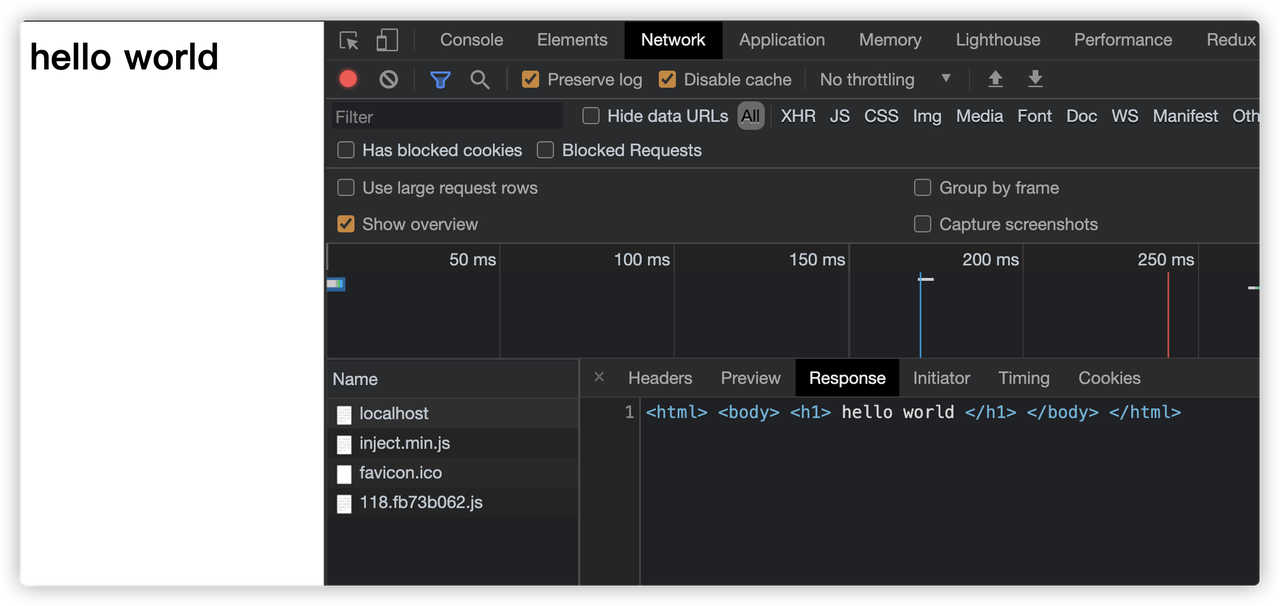 hello world
Console Elements Network Application Memory Lighthouse Performance Redux
Preserve log Disable cache No throttling
Filter Hide data URLs All XHR JS CSS Img Media Font Doc WS Manifest Oth
Has blocked cookies Blocked Requests
Use large request rows Group by frame
Show overview Capture screenshots
50 ms 100 ms 150 ms 200 ms 250 ms
Name × Headers Preview Response Initiator Timing Cookies
localhost 1 <html> <body> <h1> hello world </h1> </body> </html>
inject.min.js
favicon.ico
118.fb73b062.js